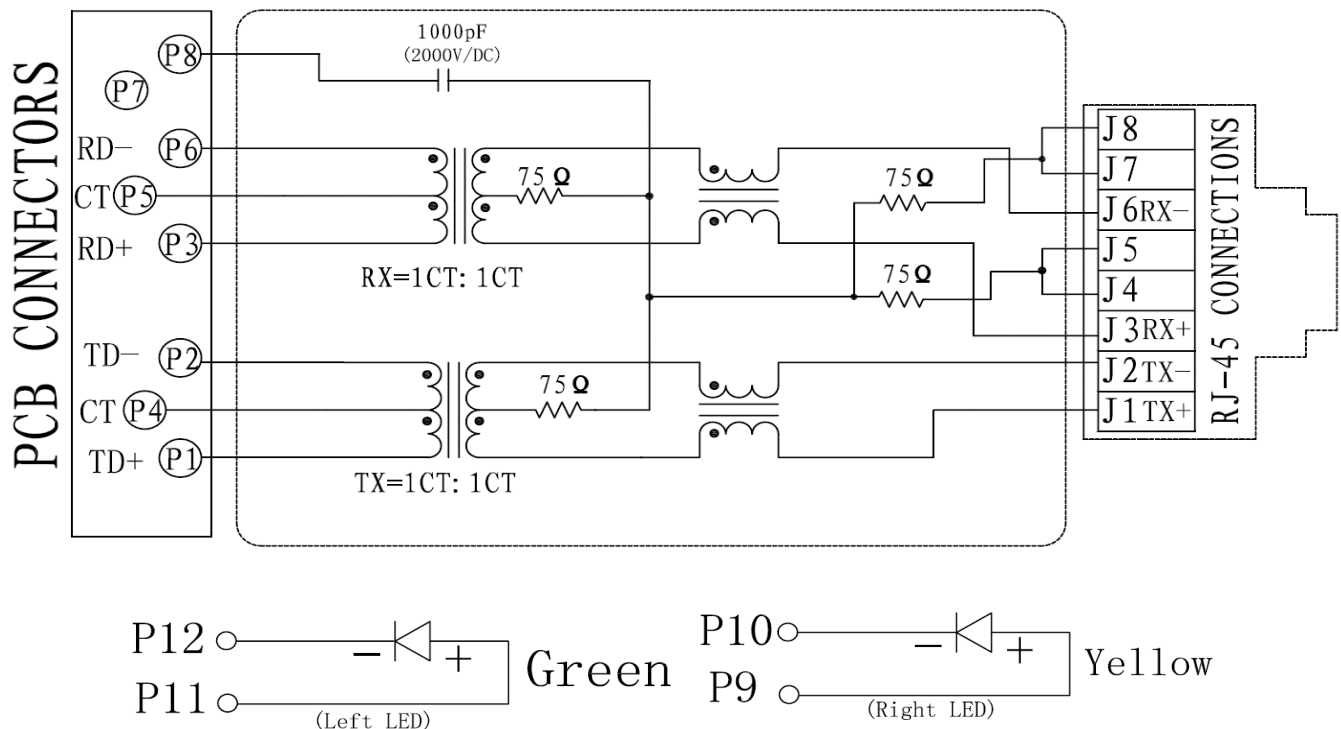 PCB CONNECTORS
P8
P7
RD- P6
CT P5
RD+ P3
TD- P2
CT P4
TD+ P1
1000pF
(2000V/DC)
75Ω
75Ω
75Ω
75Ω
RX=1CT: 1CT
TX=1CT: 1CT
J8
J7
J6RX-
J5
J4
J3RX+
J2TX-
J1TX+
RJ-45 CONNECTIONS
P12
- +
P11
Green
(Left LED)
P10
- +
P9
Yellow
(Right LED)